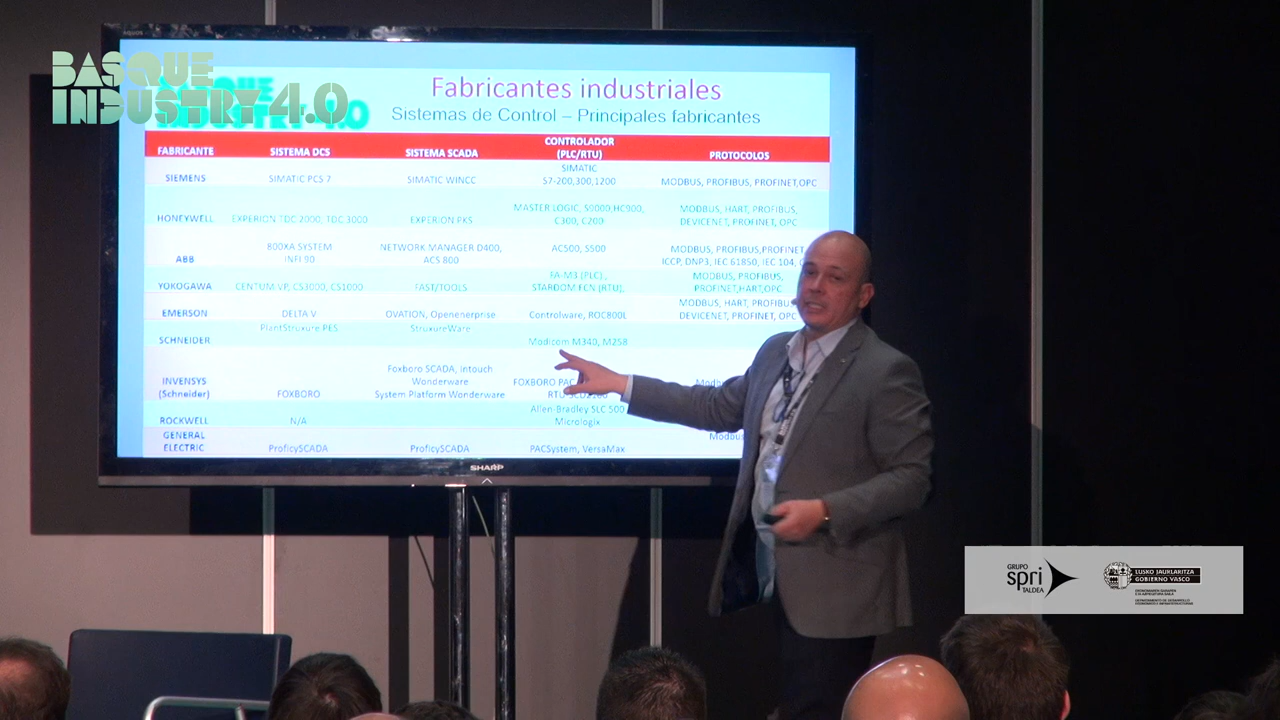 BASQUE
INDUSTRY 4.0
Fabricantes industriales
Sistemas de Control – Principales fabricantes
FABRICANTE SISTEMA DCS SISTEMA SCADA CONTROLADOR (PLC/RTU) PROTOCOLOS
SIEMENS SIMATIC PCS 7 SIMATIC WINCC SIMATIC S7-200,300,1200 MODBUS, PROFIBUS, PROFINET,OPC
HONEYWELL EXPERION TDC 2000, TDC 3000 EXPERION PKS MASTER LOGIC, S9000-HC900, C300, C200 MODBUS, HART, PROFIBUS, DEVICENET, PROFINET, OPC
ABB 800XA SYSTEM INFI 90 NETWORK MANAGER D400, ACS 800 AC500, S500 MODBUS, PROFIBUS,PROFINET ICCP, DNP3, IEC 61850, IEC 104,
YOKOGAWA CENTUM VP, CS3000, CS1000 FAST/TOOLS FA-M3 (PLC) , STARDOM FCN (RTU), MODBUS, PROFIBUS, PROFINET,HART,OPC
EMERSON DELTA V OVATION, Openenerprise Controlware, ROC800L MODBUS, HART, PROFIBUS DEVICENET, PROFINET, OPC
SCHNEIDER PlantStruxure PES StruxureWare Modicom M340, M258
INVENSYS (Schneider) FOXBORO Foxboro SCADA, intouch Wonderware System Platform Wonderware FOXBORO PAC
ROCKWELL N/A Allen-Bradley SLC 500 Micrologix
GENERAL ELECTRIC ProficySCADA ProficySCADA PACSystem, VersaMax Modbus
SHARP
GRUPO
spri
TALDEA
EUSKO JAURLARITZA
GOBIERNO VASCO